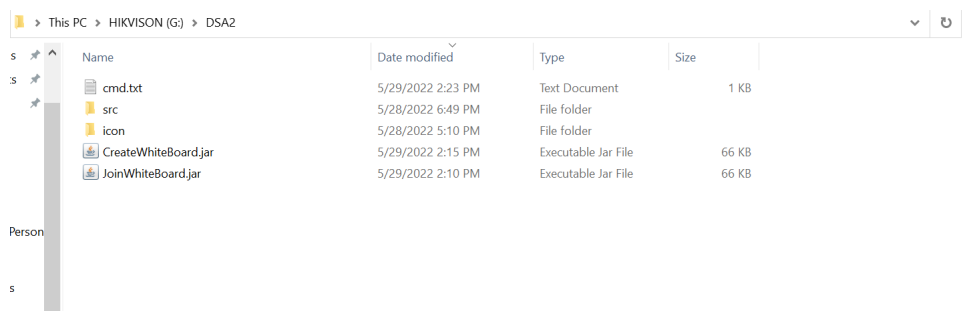 This PC > HIKVISON (G:) > DSA2
Name Date modified Type Size
cmd.txt 5/29/2022 2:23 PM Text Document 1 KB
src 5/28/2022 6:49 PM File folder
icon 5/28/2022 5:10 PM File folder
CreateWhiteBoard.jar 5/29/2022 2:15 PM Executable Jar File 66 KB
JoinWhiteBoard.jar 5/29/2022 2:10 PM Executable Jar File 66 KB
Person